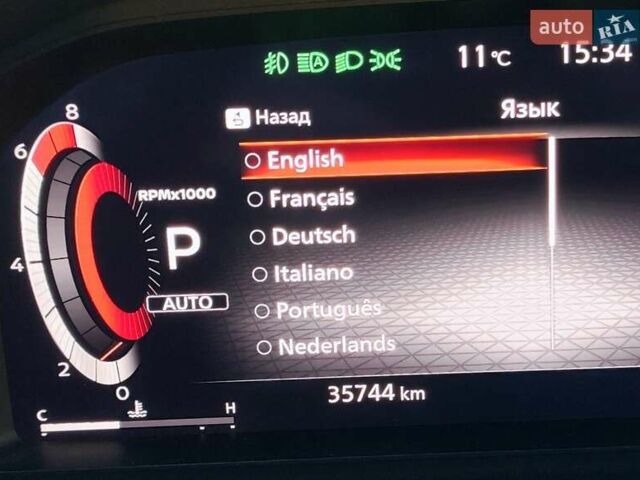 auto RIA
11°C 15:34
Назад
Язык
English
Français
Deutsch
Italiano
Português
Nederlands
8
6
4
2
0
RPMx1000
P
AUTO
35744 km
C H